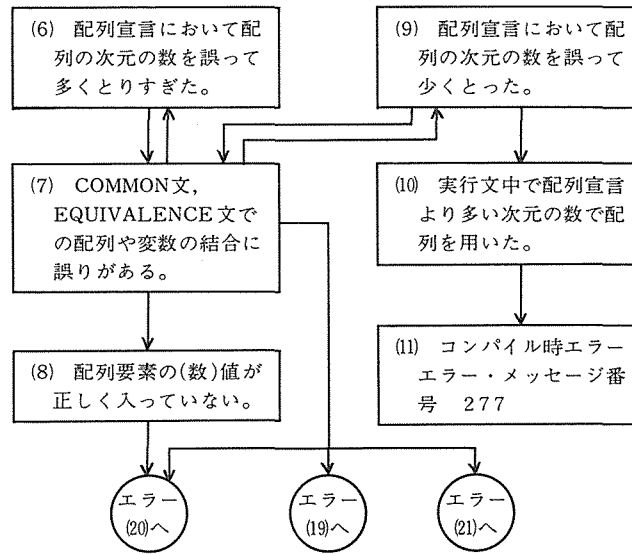 (6) 配列宣言において配
列の次元の数を誤って
多くとりすぎた。
(9) 配列宣言において配
列の次元の数を誤って
少くとった。
(7) COMMON文,
EQUIVALENCE文で
の配列や変数の結合に
誤りがある。
(10) 実行文中で配列宣言
より多い次元の数で配
列を用いた。
(8) 配列要素の(数)値が
正しく入っていない。
(11) コンパイル時エラー
エラー・メッセージ番
号 277
エラー
(20)へ
エラー
(19)へ
エラー
(21)へ